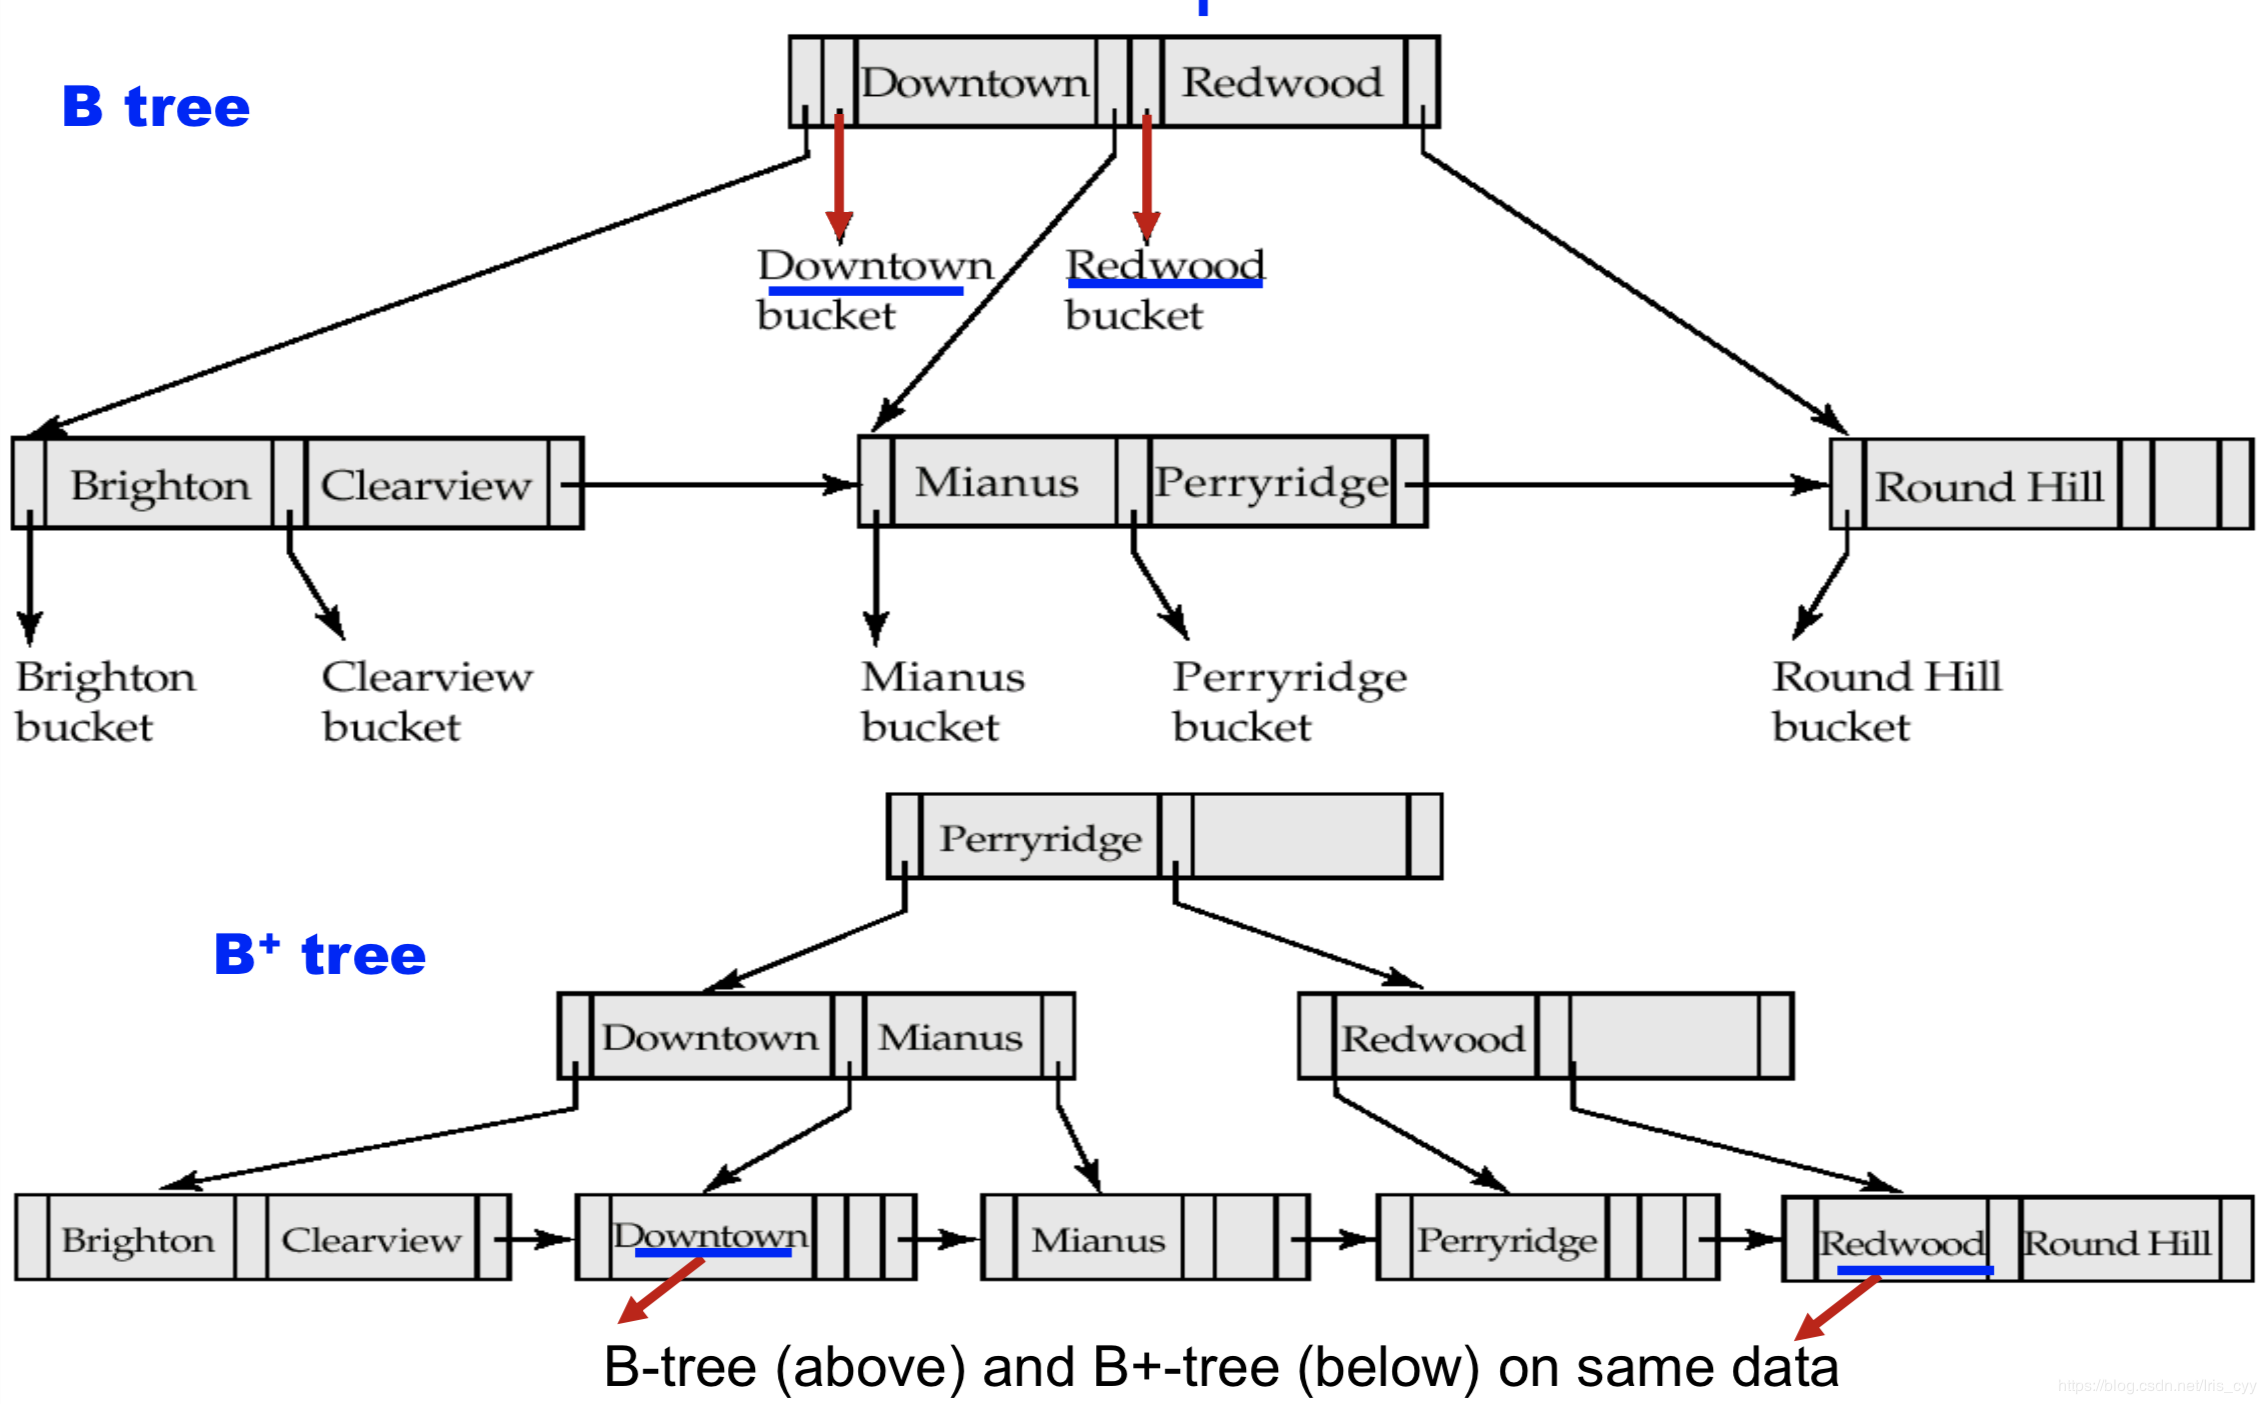 B tree
Downtown Redwood
Downtown
bucket
Redwood
bucket
Brighton Clearview
Mianus Perryridge
Round Hill
Brighton
bucket
Clearview
bucket
Mianus
bucket
Perryridge
bucket
Round Hill
bucket
Perryridge
B+ tree
Downtown Mianus
Redwood
Brighton Clearview
Downtown
Mianus
Perryridge
Redwood Round Hill
B-tree (above) and B+-tree (below) on same data
https://blog.csdn.net/Iris_cyy